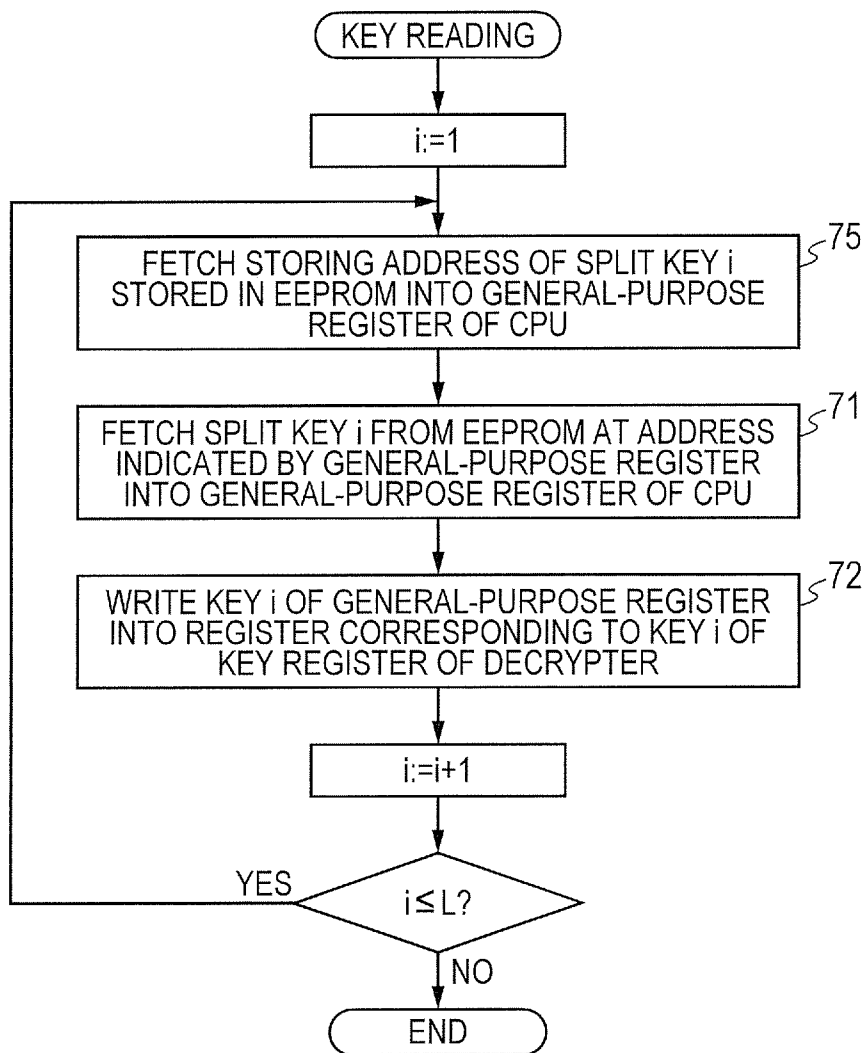 KEY READING
i:=1
75
FETCH STORING ADDRESS OF SPLIT KEY i
STORED IN EEPROM INTO GENERAL-PURPOSE
REGISTER OF CPU
71
FETCH SPLIT KEY i FROM EEPROM AT ADDRESS
INDICATED BY GENERAL-PURPOSE REGISTER
INTO GENERAL-PURPOSE REGISTER OF CPU
72
WRITE KEY i OF GENERAL-PURPOSE REGISTER
INTO REGISTER CORRESPONDING TO KEY i OF
KEY REGISTER OF DECRYPTER
i:=i+1
YES
i≦L?
NO
END